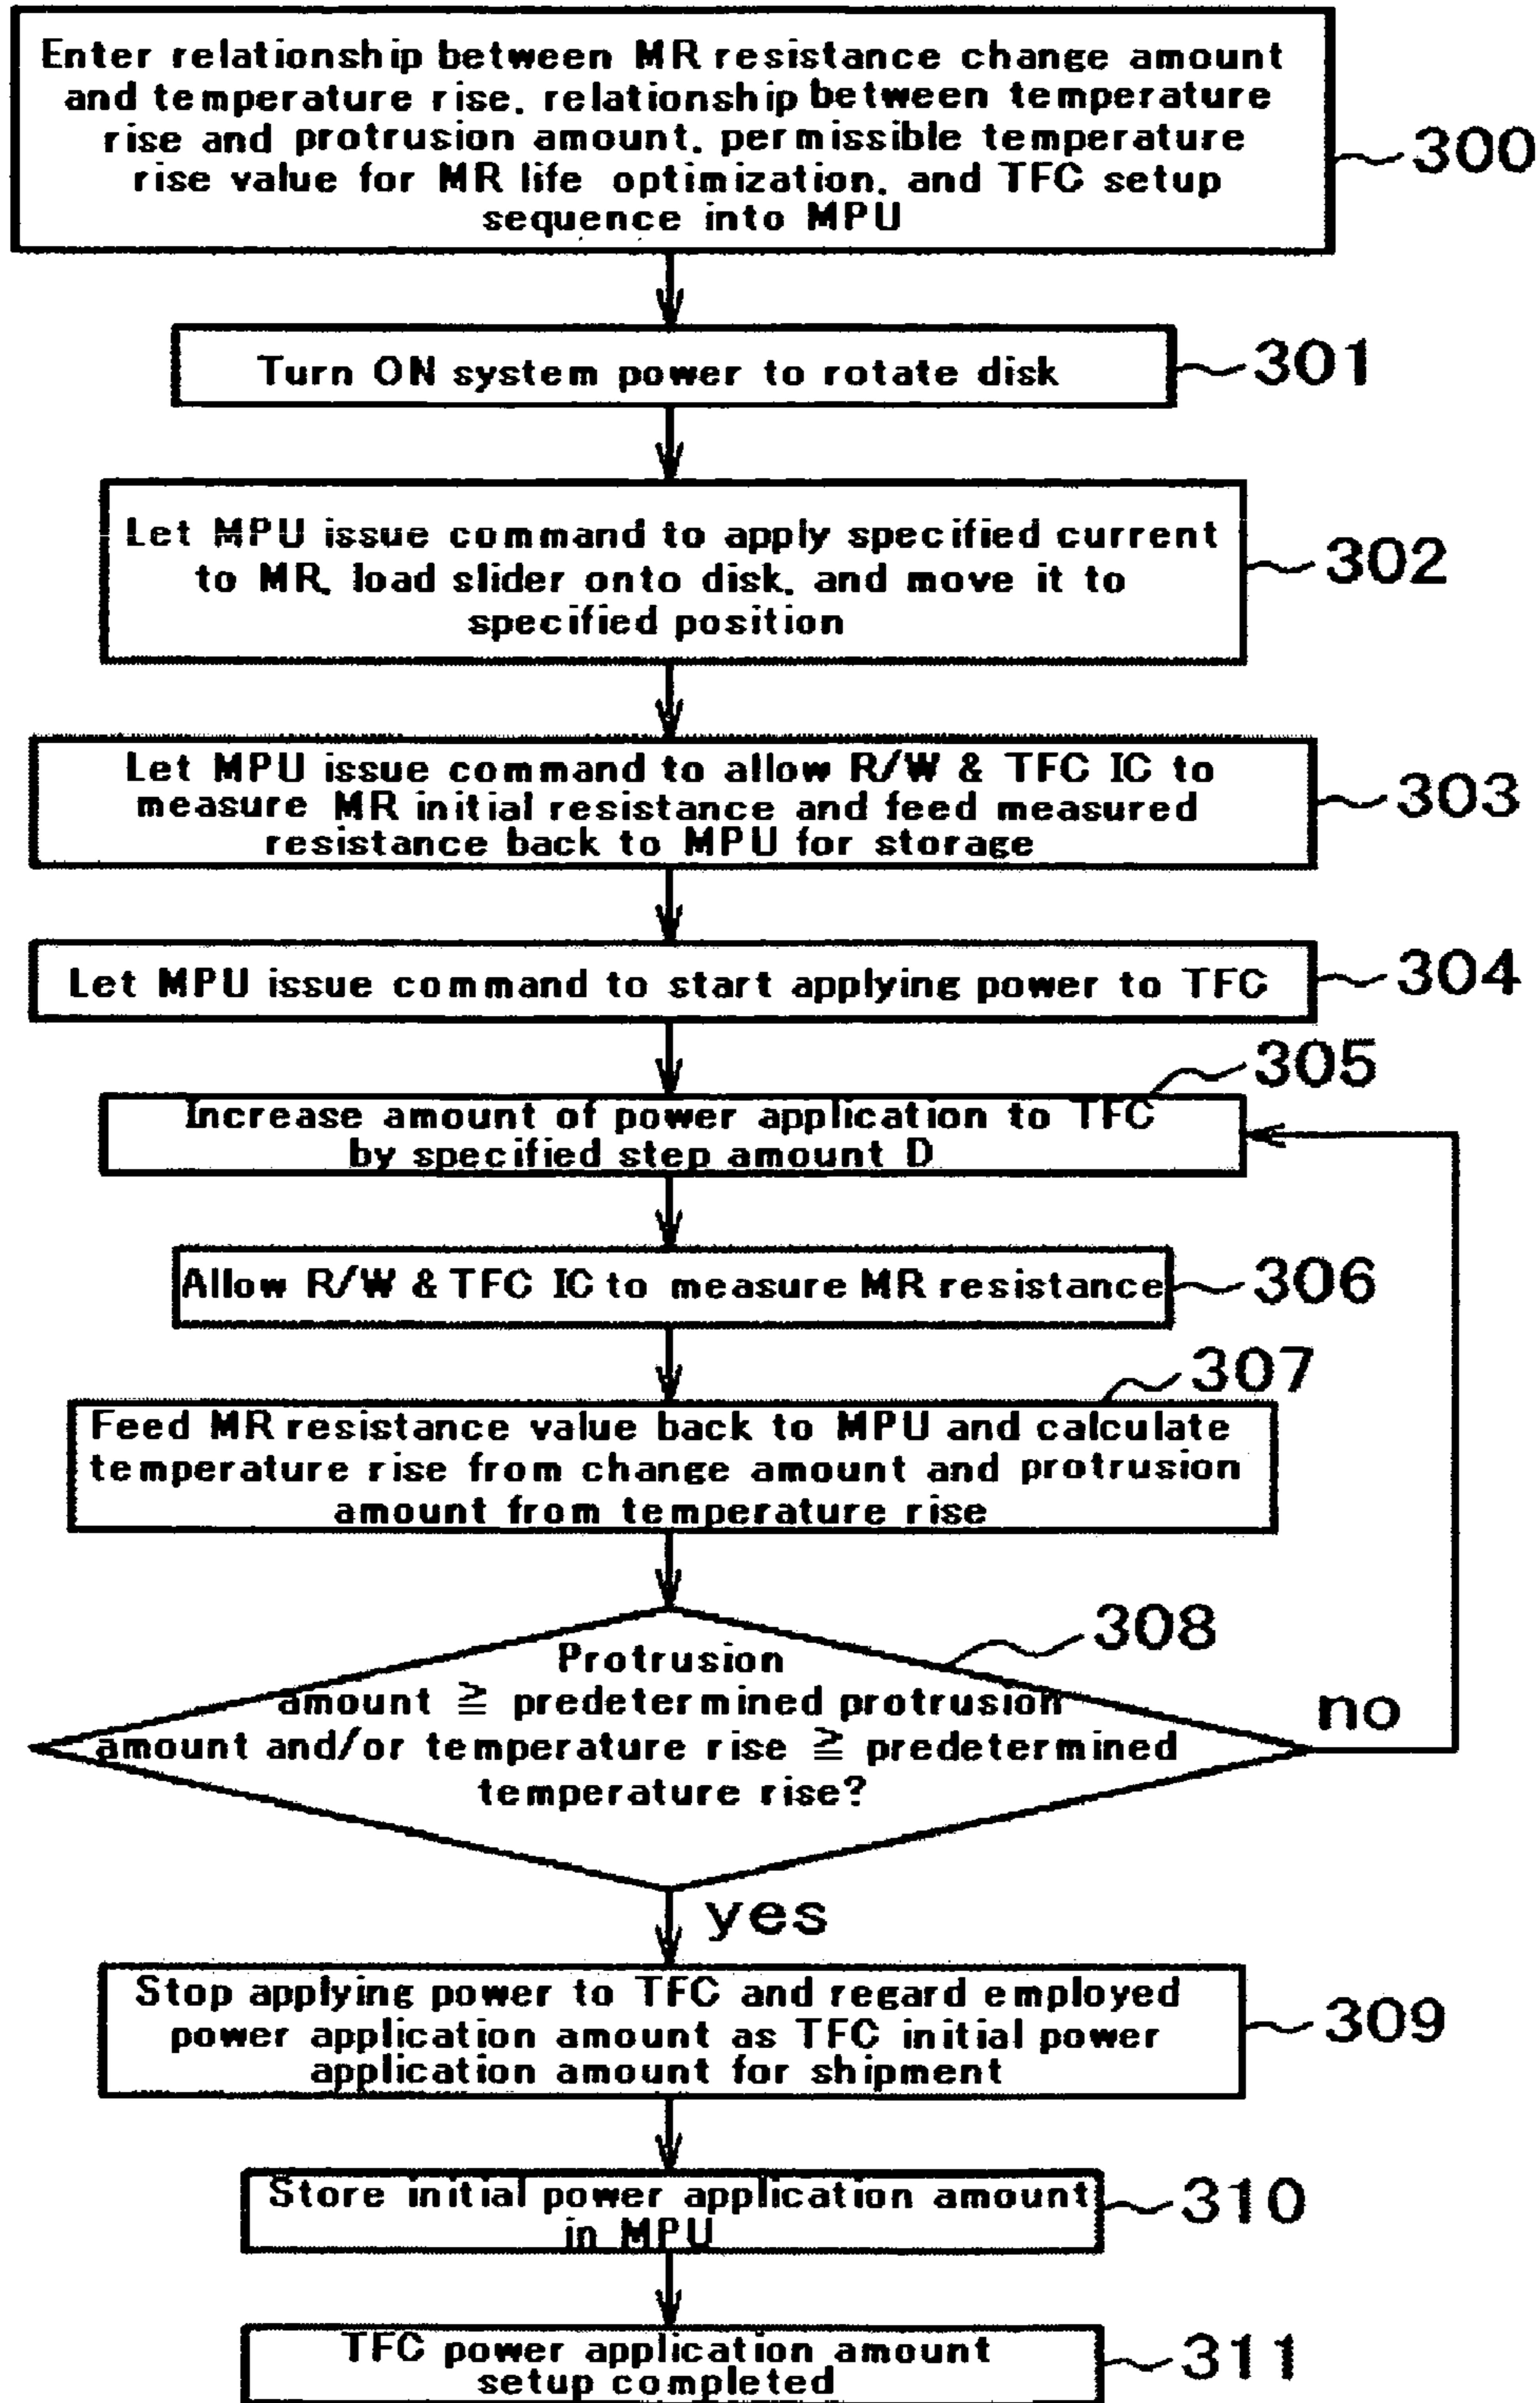 Enter relationship between MR resistance change amount
and temperature rise, relationship between temperature
rise and protrusion amount, permissible temperature
rise value for MR life optimization, and TFC setup
sequence into MPU
300
Turn ON system power to rotate disk
301
Let MPU issue command to apply specified current
to MR, load slider onto disk, and move it to
specified position
302
Let MPU issue command to allow R/W & TFC IC to
measure MR initial resistance and feed measured
resistance back to MPU for storage
303
Let MPU issue command to start applying power to TFC
304
305
Increase amount of power application to TFC
by specified step amount D
Allow R/W & TFC IC to measure MR resistance
306
307
Feed MR resistance value back to MPU and calculate
temperature rise from change amount and protrusion
amount from temperature rise
308
Protrusion
amount ≧ predetermined protrusion
amount and/or temperature rise ≧ predetermined
temperature rise?
no
yes
Stop applying power to TFC and regard employed
power application amount as TFC initial power
application amount for shipment
309
Store initial power application amount
in MPU
310
TFC power application amount
setup completed
311